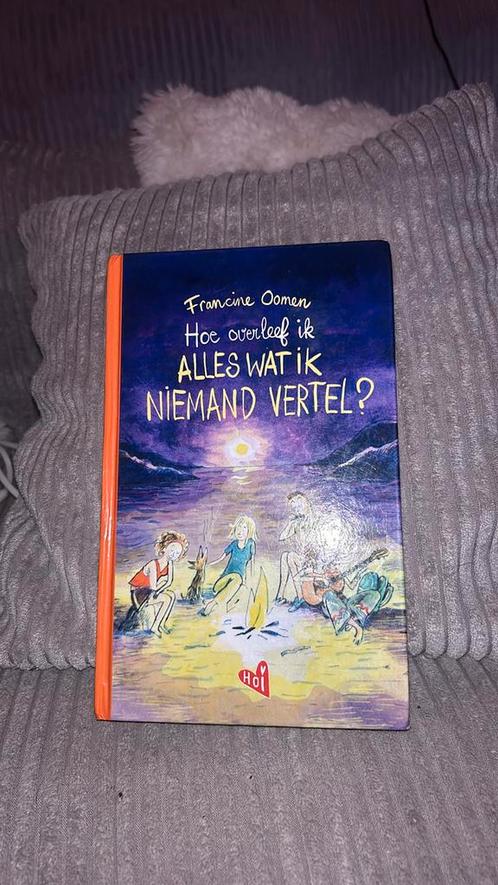 Francine Oomen
Hoe overleef ik
ALLES WAT iK
NIEMAND VERTEL?
HOi